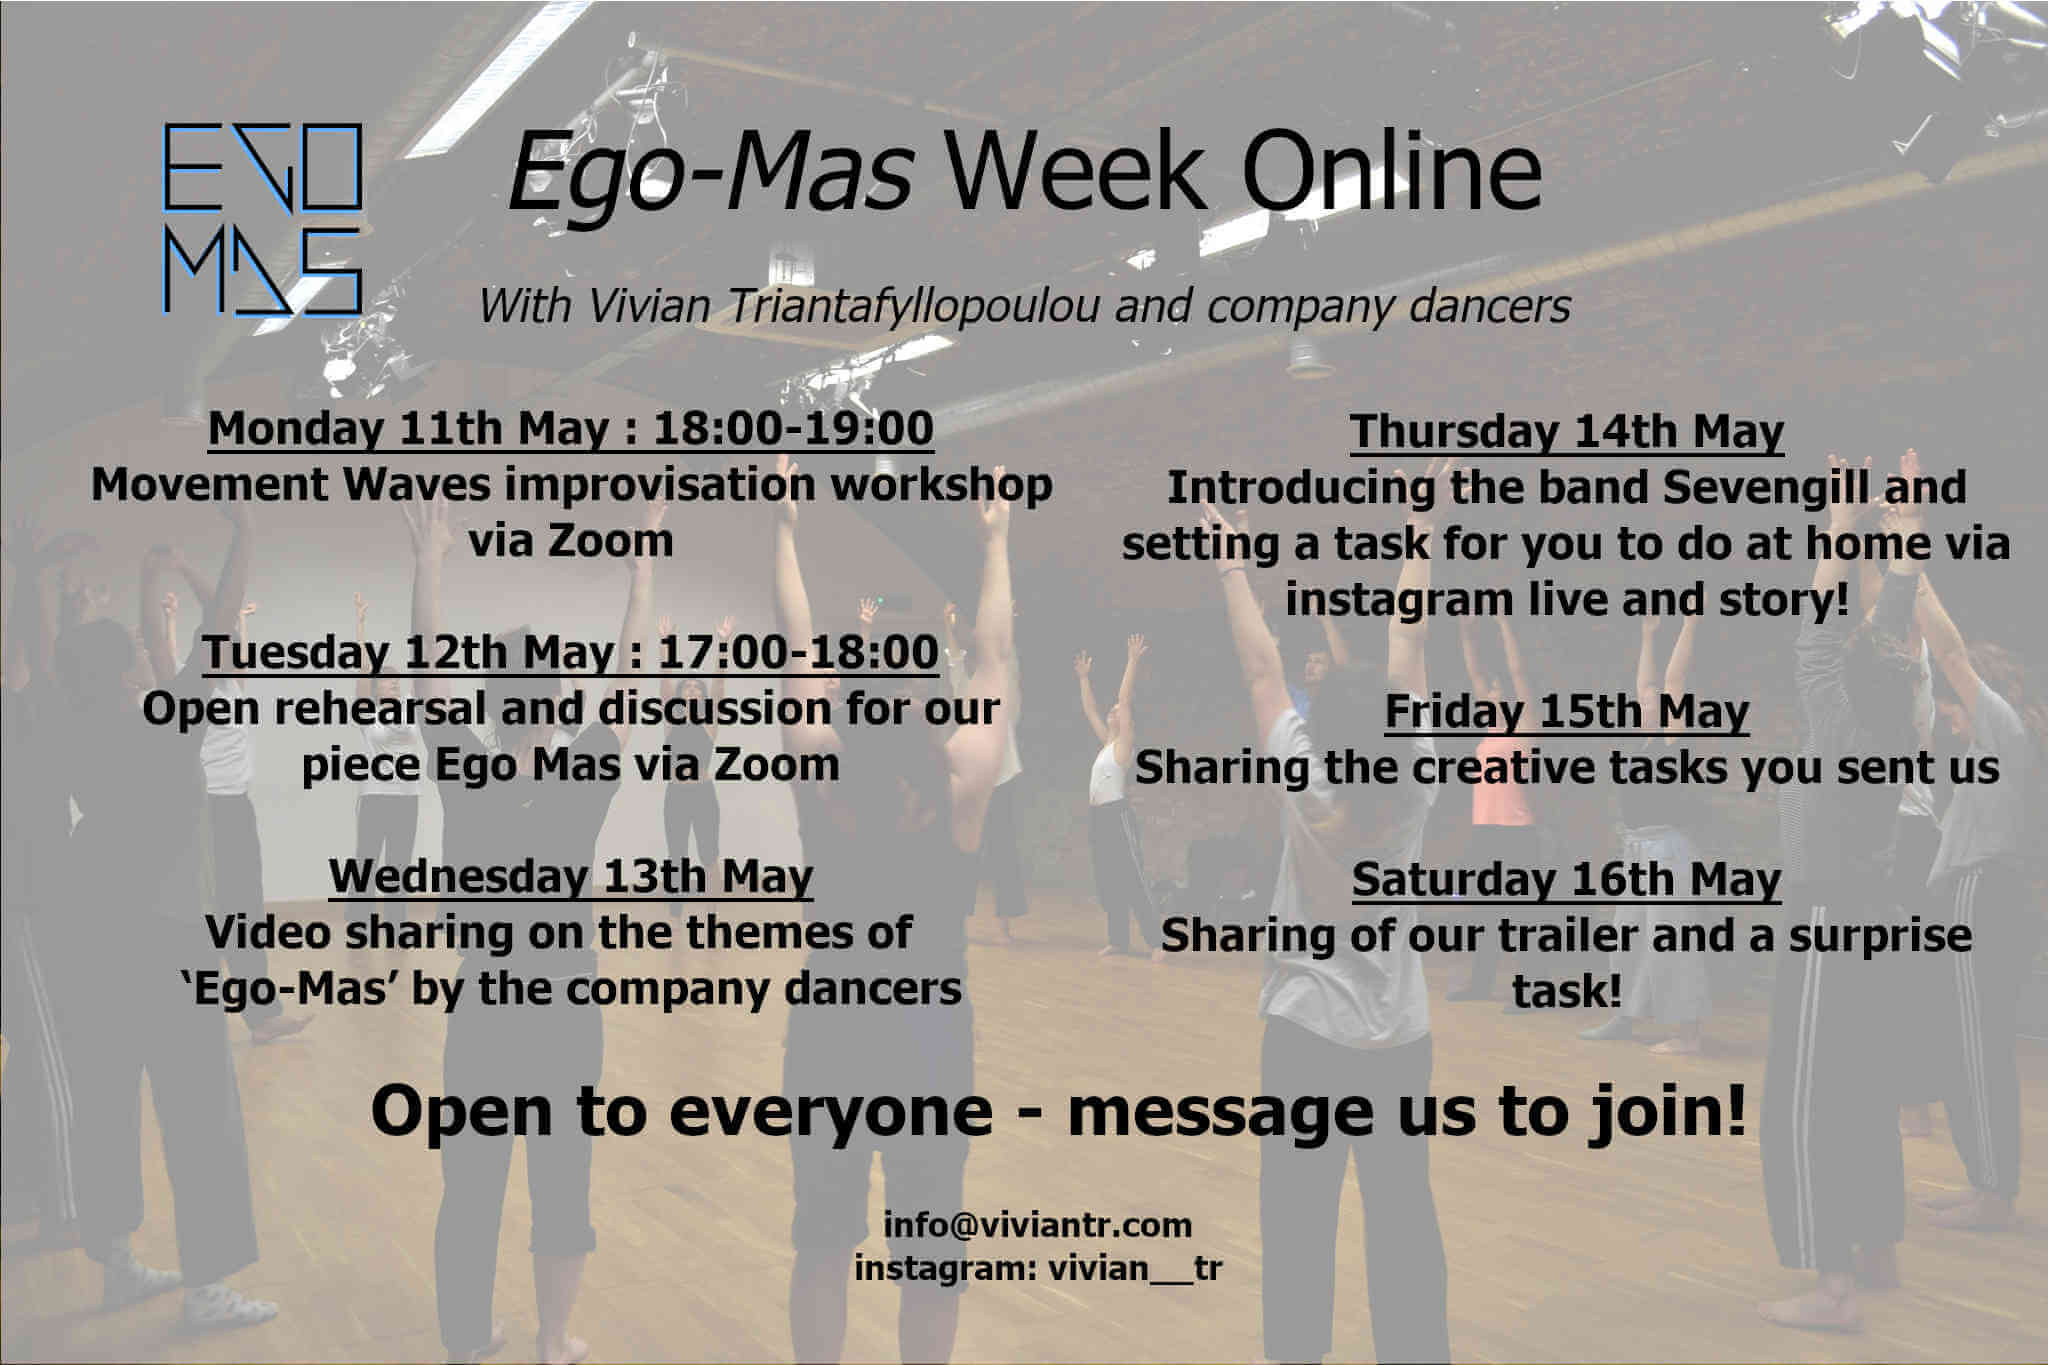 EGO
MAS
Ego-Mas Week Online
With Vivian Triantafyllopoulou and company dancers
Monday 11th May : 18:00-19:00
Movement Waves improvisation workshop
via Zoom
Tuesday 12th May : 17:00-18:00
Open rehearsal and discussion for our
piece Ego Mas via Zoom
Wednesday 13th May
Video sharing on the themes of
‘Ego-Mas’ by the company dancers
Thursday 14th May
Introducing the band Sevengill and
setting a task for you to do at home via
instagram live and story!
Friday 15th May
Sharing the creative tasks you sent us
Saturday 16th May
Sharing of our trailer and a surprise
task!
Open to everyone - message us to join!
info@viviantr.com
instagram: vivian__tr